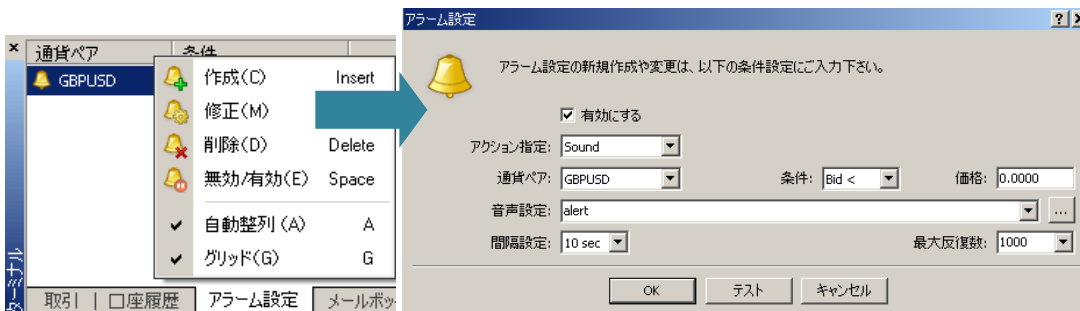 通貨ペア 条件
GBPUSD
作成(C) Insert
修正(M)
削除(D) Delete
無効/有効(E) Space
自動整列 (A) A
グリッド(G) G
ターミナル
取引 | 口座履歴 アラーム設定 メールボッ
アラーム設定
アラーム設定の新規作成や変更は、以下の条件設定にご入力下さい。
有効にする
アクション指定: Sound
通貨ペア: GBPUSD 条件: Bid < 価格: 0.0000
音声設定: alert ...
間隔設定: 10 sec 最大反復数: 1000
OK テスト キャンセル